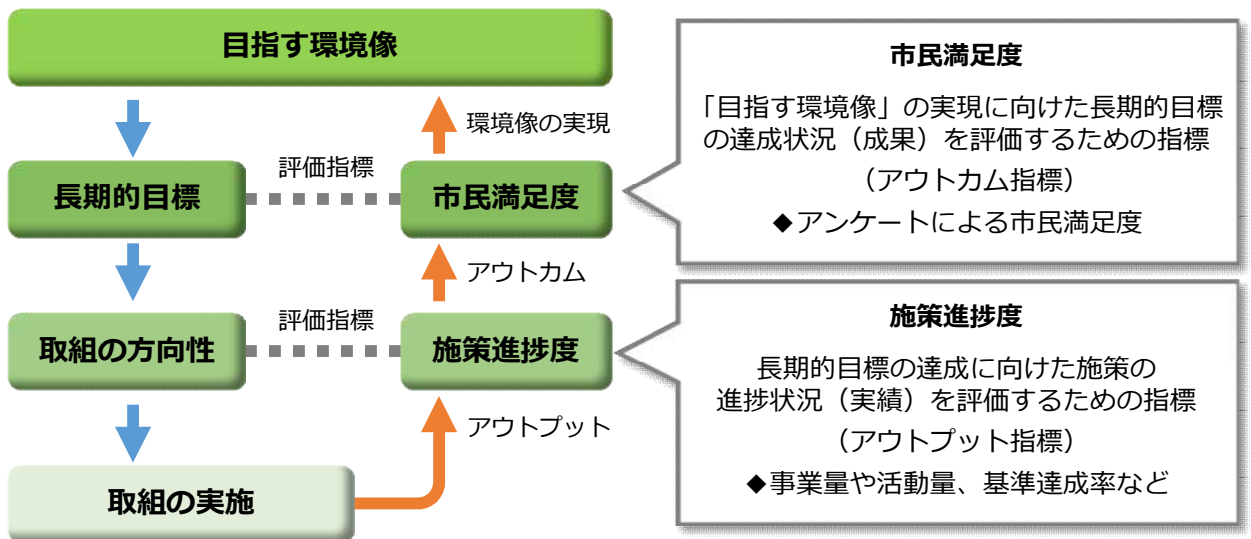 目指す環境像
環境像の実現
長期的目標
評価指標
市民満足度
アウトカム
取組の方向性
評価指標
施策進捗度
アウトプット
取組の実施
市民満足度
「目指す環境像」の実現に向けた長期的目標
の達成状況（成果）を評価するための指標
（アウトカム指標）
◆アンケートによる市民満足度
施策進捗度
長期的目標の達成に向けた施策の
進捗状況（実績）を評価するための指標
（アウトプット指標）
◆事業量や活動量、基準達成率など